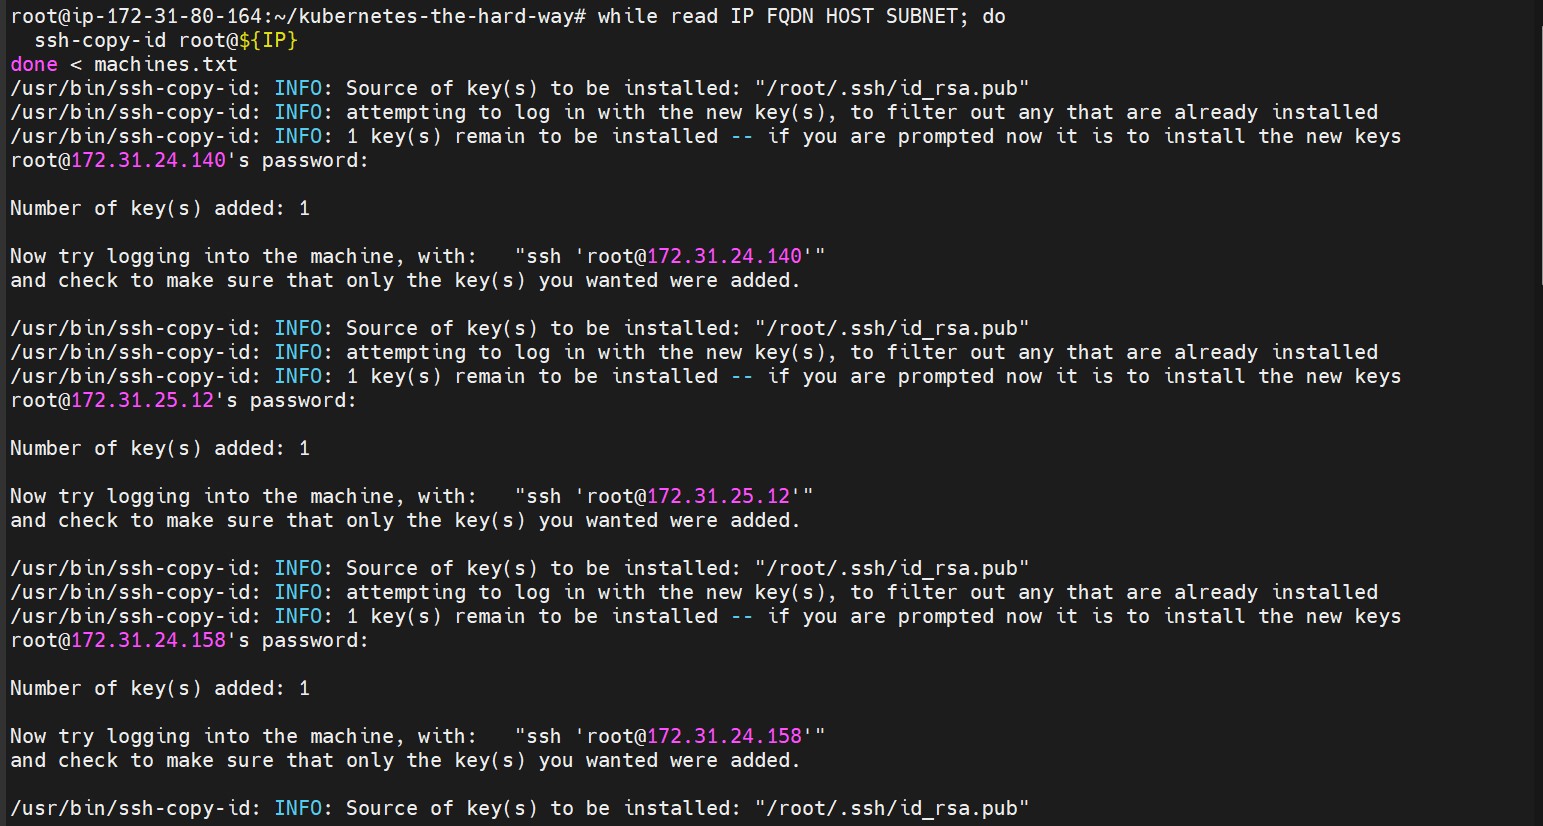 root@ip-172-31-80-164:~/kubernetes-the-hard-way# while read IP FQDN HOST SUBNET; do
  ssh-copy-id root@${IP}
done < machines.txt
/usr/bin/ssh-copy-id: INFO: Source of key(s) to be installed: "/root/.ssh/id_rsa.pub"
/usr/bin/ssh-copy-id: INFO: attempting to log in with the new key(s), to filter out any that are already installed
/usr/bin/ssh-copy-id: INFO: 1 key(s) remain to be installed -- if you are prompted now it is to install the new keys
root@172.31.24.140's password:
Number of key(s) added: 1
Now try logging into the machine, with:   "ssh 'root@172.31.24.140'"
and check to make sure that only the key(s) you wanted were added.
/usr/bin/ssh-copy-id: INFO: Source of key(s) to be installed: "/root/.ssh/id_rsa.pub"
/usr/bin/ssh-copy-id: INFO: attempting to log in with the new key(s), to filter out any that are already installed
/usr/bin/ssh-copy-id: INFO: 1 key(s) remain to be installed -- if you are prompted now it is to install the new keys
root@172.31.25.12's password:
Number of key(s) added: 1
Now try logging into the machine, with:   "ssh 'root@172.31.25.12'"
and check to make sure that only the key(s) you wanted were added.
/usr/bin/ssh-copy-id: INFO: Source of key(s) to be installed: "/root/.ssh/id_rsa.pub"
/usr/bin/ssh-copy-id: INFO: attempting to log in with the new key(s), to filter out any that are already installed
/usr/bin/ssh-copy-id: INFO: 1 key(s) remain to be installed -- if you are prompted now it is to install the new keys
root@172.31.24.158's password:
Number of key(s) added: 1
Now try logging into the machine, with:   "ssh 'root@172.31.24.158'"
and check to make sure that only the key(s) you wanted were added.
/usr/bin/ssh-copy-id: INFO: Source of key(s) to be installed: "/root/.ssh/id_rsa.pub"